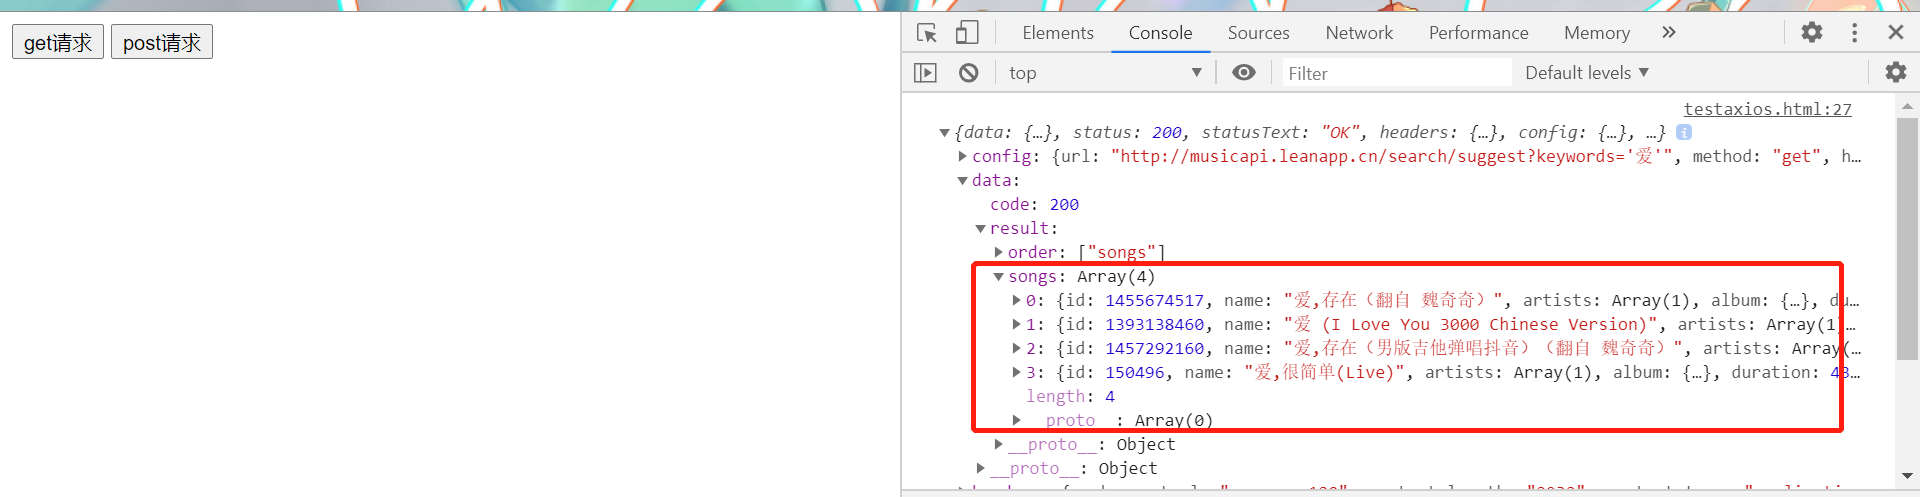 get请求 post请求
Elements Console Sources Network Performance Memory »
top Filter Default levels
testaxios.html:27
{data: {…}, status: 200, statusText: "OK", headers: {…}, config: {…}, …}
config: {url: "http://musicapi.leanapp.cn/search/suggest?keywords='爱'", method: "get", h…
data:
code: 200
result:
order: ["songs"]
songs: Array(4)
0: {id: 1455674517, name: "爱,存在（翻自 魏奇奇）", artists: Array(1), album: {…}, du…
1: {id: 1393138460, name: "爱 (I Love You 3000 Chinese Version)", artists: Array(1)…
2: {id: 1457292160, name: "爱,存在（男版吉他弹唱抖音）（翻自 魏奇奇）", artists: Array(…
3: {id: 150496, name: "爱,很简单(Live)", artists: Array(1), album: {…}, duration: 43…
length: 4
__proto__: Array(0)
__proto__: Object
__proto__: Object